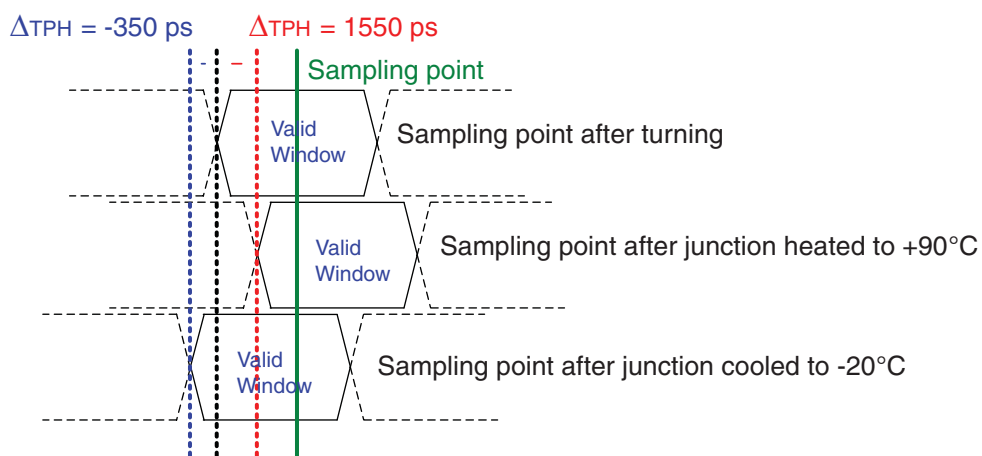 ΔTPH = -350 ps
ΔTPH = 1550 ps
- –
Sampling point
Valid
Window
Sampling point after turning
Valid
Window
Sampling point after junction heated to +90°C
Valid
Window
Sampling point after junction cooled to -20°C